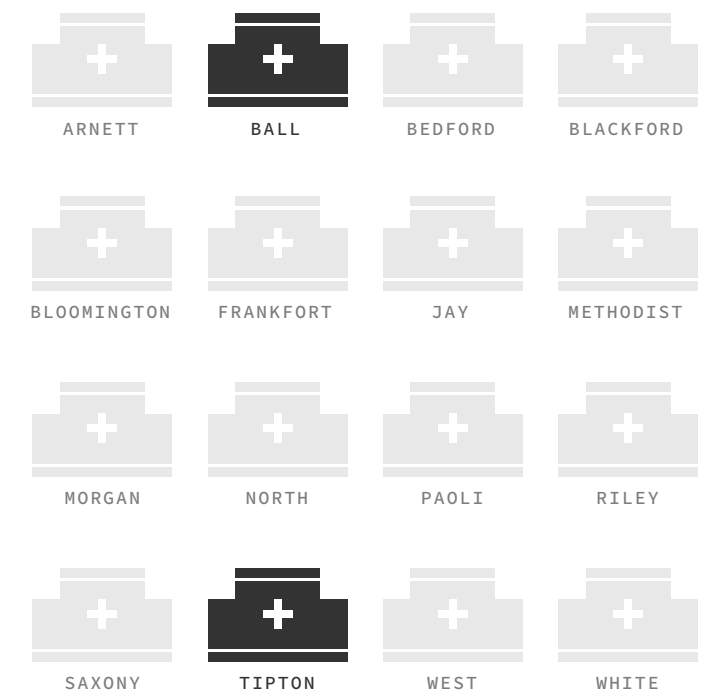 ARNETT BALL BEDFORD BLACKFORD
BLOOMINGTON FRANKFORT JAY METHODIST
MORGAN NORTH PAOLI RILEY
SAXONY TIPTON WEST WHITE